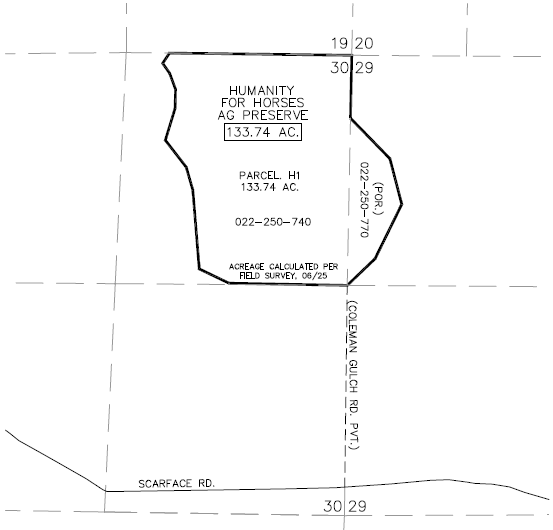 19 20
30 29
HUMANITY
FOR HORSES
AG PRESERVE
133.74 AC.
PARCEL H1
133.74 AC.
022-250-740
(POR.)
022-250-770
ACREAGE CALCULATED PER
FIELD SURVEY, 06/25
(COLEMAN GULCH RD. PVT.)
SCARFACE RD.
30 29